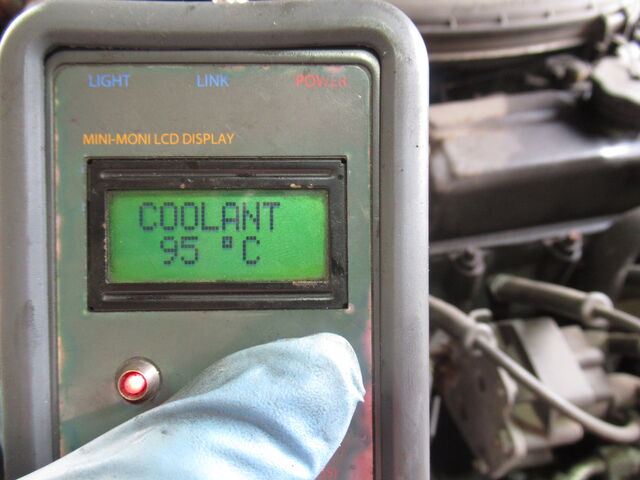 LIGHT LINK POWER
MINI-MONI LCD DISPLAY
COOLANT
95 °C